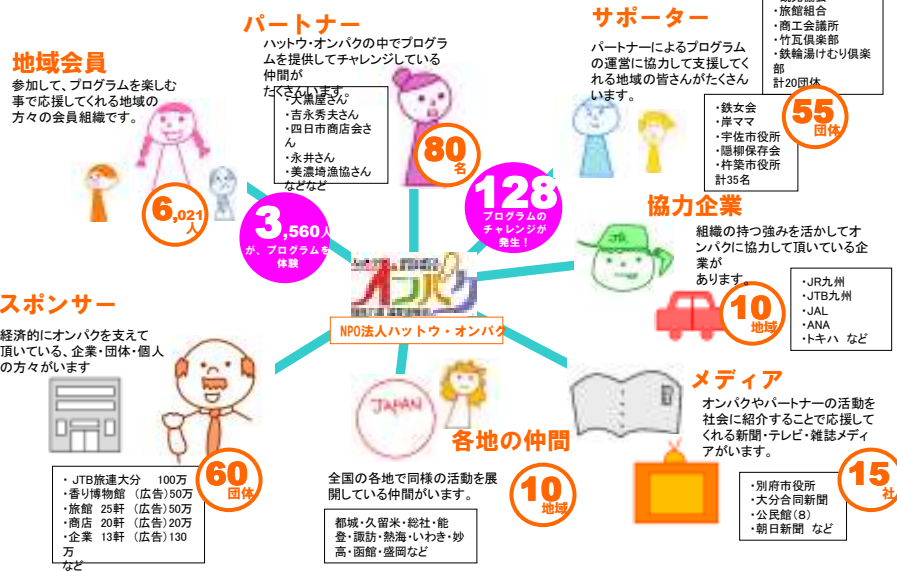 パートナー
ハットウ・オンパクの中でプログラ
ムを提供してチャレンジしている
仲間が
たくさんいます。
・大黒屋さん
・吉永秀夫さん
・四日市商店会さ
ん
・永井さん
・美濃埼漁協さん
などなど
80
名
サポーター
パートナーによるプログラム
の運営に協力して支援してく
れる地域の皆さんがたくさん
います。
・旅館組合
・商工会議所
・竹瓦倶楽部
・鉄輪湯けむり倶楽
部
計20団体
・鉄女会
・岸ママ
・宇佐市役所
・隠柳保存会
・杵築市役所
計35名
55
団体
地域会員
参加して、プログラムを楽しむ
事で応援してくれる地域の
方々の会員組織です。
6,021
人
3,560人
が、プログラムを
体験
128
プログラムの
チャレンジが
発生！
協力企業
組織の持つ強みを活かしてオ
ンパクに協力して頂いている企
業が
あります。
JR
10
地域
・JR九州
・JTB九州
・JAL
・ANA
・トキハ など
オンパク
NPO法人ハットウ・オンパク
スポンサー
経済的にオンパクを支えて
頂いている、企業・団体・個人
の方々がいます
・ JTB旅連大分 100万
・香り博物館 （広告）50万
・旅館 25軒 （広告）50万
・商店 20軒 （広告）20万
・企業 13軒 （広告）130
万
など
60
団体
JAPAN
各地の仲間
全国の各地で同様の活動を展
開している仲間がいます。
10
地域
都城・久留米・総社・能
登・諏訪・熱海・いわき・妙
高・函館・盛岡など
メディア
オンパクやパートナーの活動を
社会に紹介することで応援して
くれる新聞・テレビ・雑誌メディ
アがいます。
・別府市役所
・大分合同新聞
・公民館（8）
・朝日新聞 など
15
社